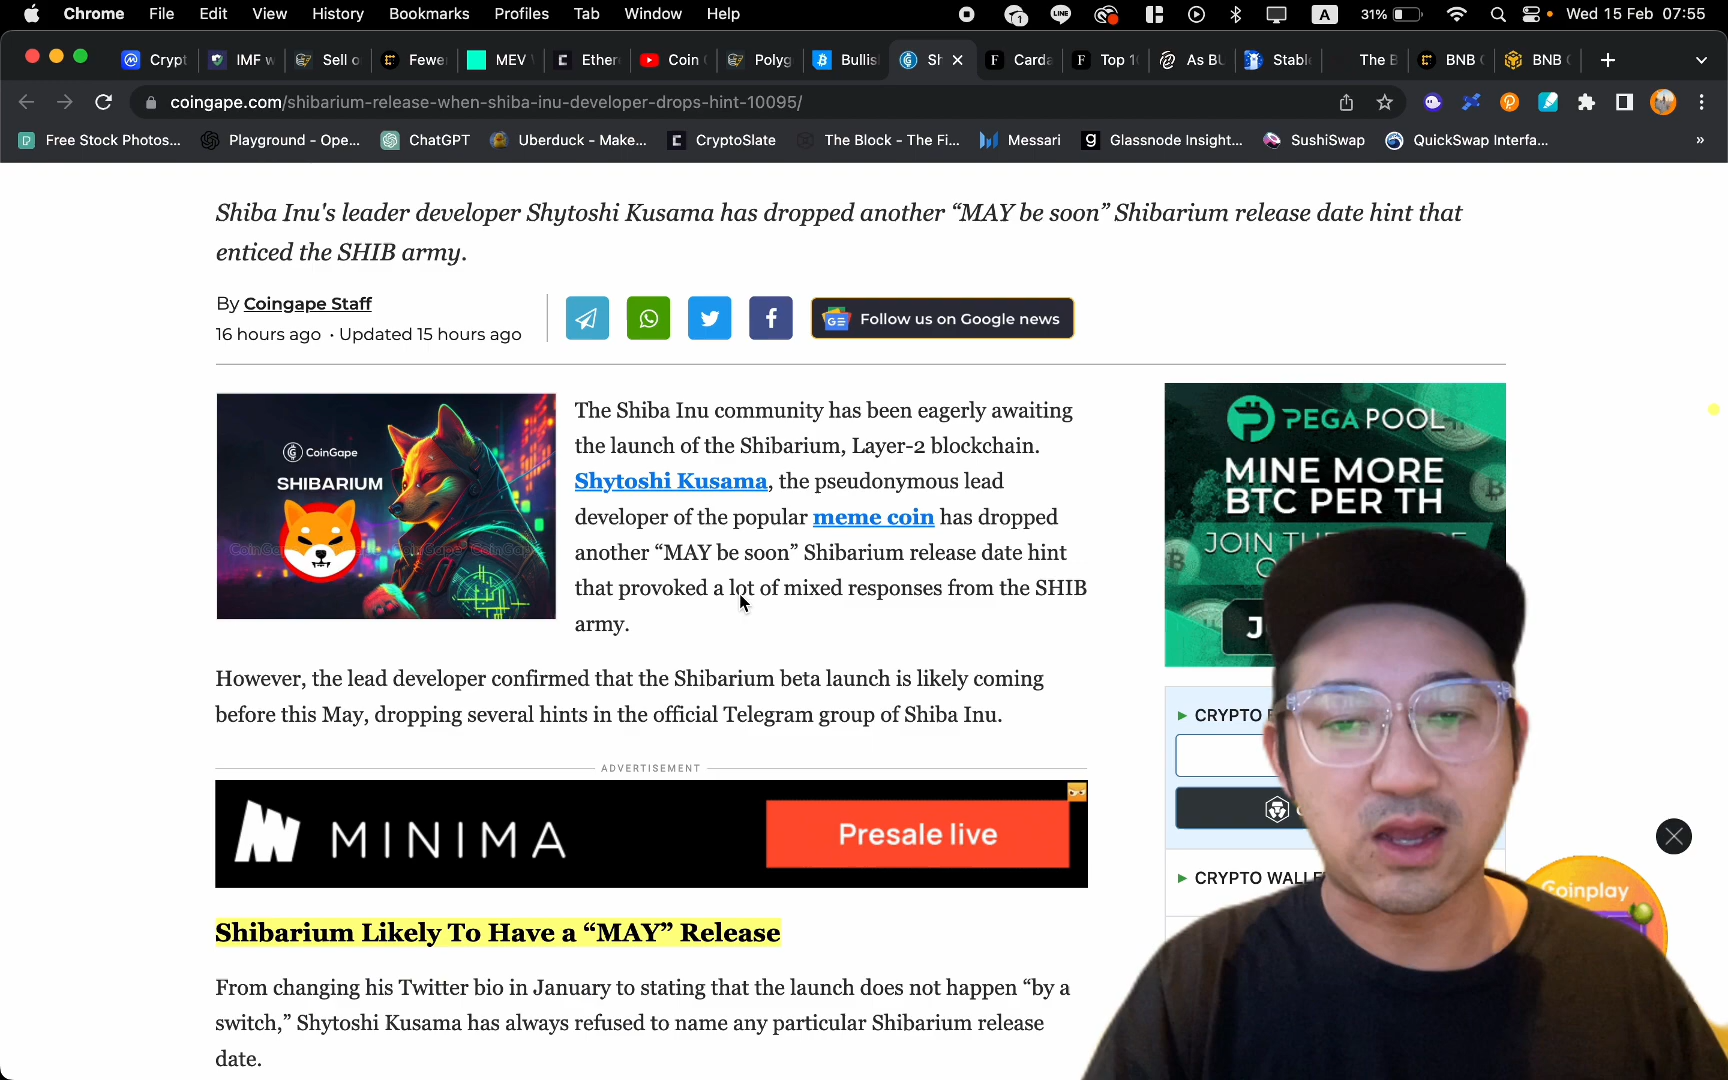 Chrome File Edit View History Bookmarks Profiles Tab Window Help
1 LINE A 31% Wed 15 Feb 07:55
Crypt IMF w Sell o Fewe MEV Ether Coin Polyg Bullis Sh Carda Top 1 As BU Stable The B BNB BNB
coingape.com/shibarium-release-when-shiba-inu-developer-drops-hint-10095/
Free Stock Photos... Playground - Ope... ChatGPT Uberduck - Make... CryptoSlate The Block - The Fi... Messari Glassnode Insight... SushiSwap QuickSwap Interfa... »
Shiba Inu's leader developer Shytoshi Kusama has dropped another “MAY be soon” Shibarium release date hint that
enticed the SHIB army.
By Coingape Staff
16 hours ago · Updated 15 hours ago
Follow us on Google news
CoinGape
SHIBARIUM
The Shiba Inu community has been eagerly awaiting
the launch of the Shibarium, Layer-2 blockchain.
Shytoshi Kusama, the pseudonymous lead
developer of the popular meme coin has dropped
another “MAY be soon” Shibarium release date hint
that provoked a lot of mixed responses from the SHIB
army.
PEGA POOL
MINE MORE
BTC PER TH
However, the lead developer confirmed that the Shibarium beta launch is likely coming
before this May, dropping several hints in the official Telegram group of Shiba Inu.
CRYPTO
ADVERTISEMENT
MINIMA
Presale live
CRYPTO WALLE
Coinplay
Shibarium Likely To Have a “MAY” Release
From changing his Twitter bio in January to stating that the launch does not happen “by a
switch,” Shytoshi Kusama has always refused to name any particular Shibarium release
date.